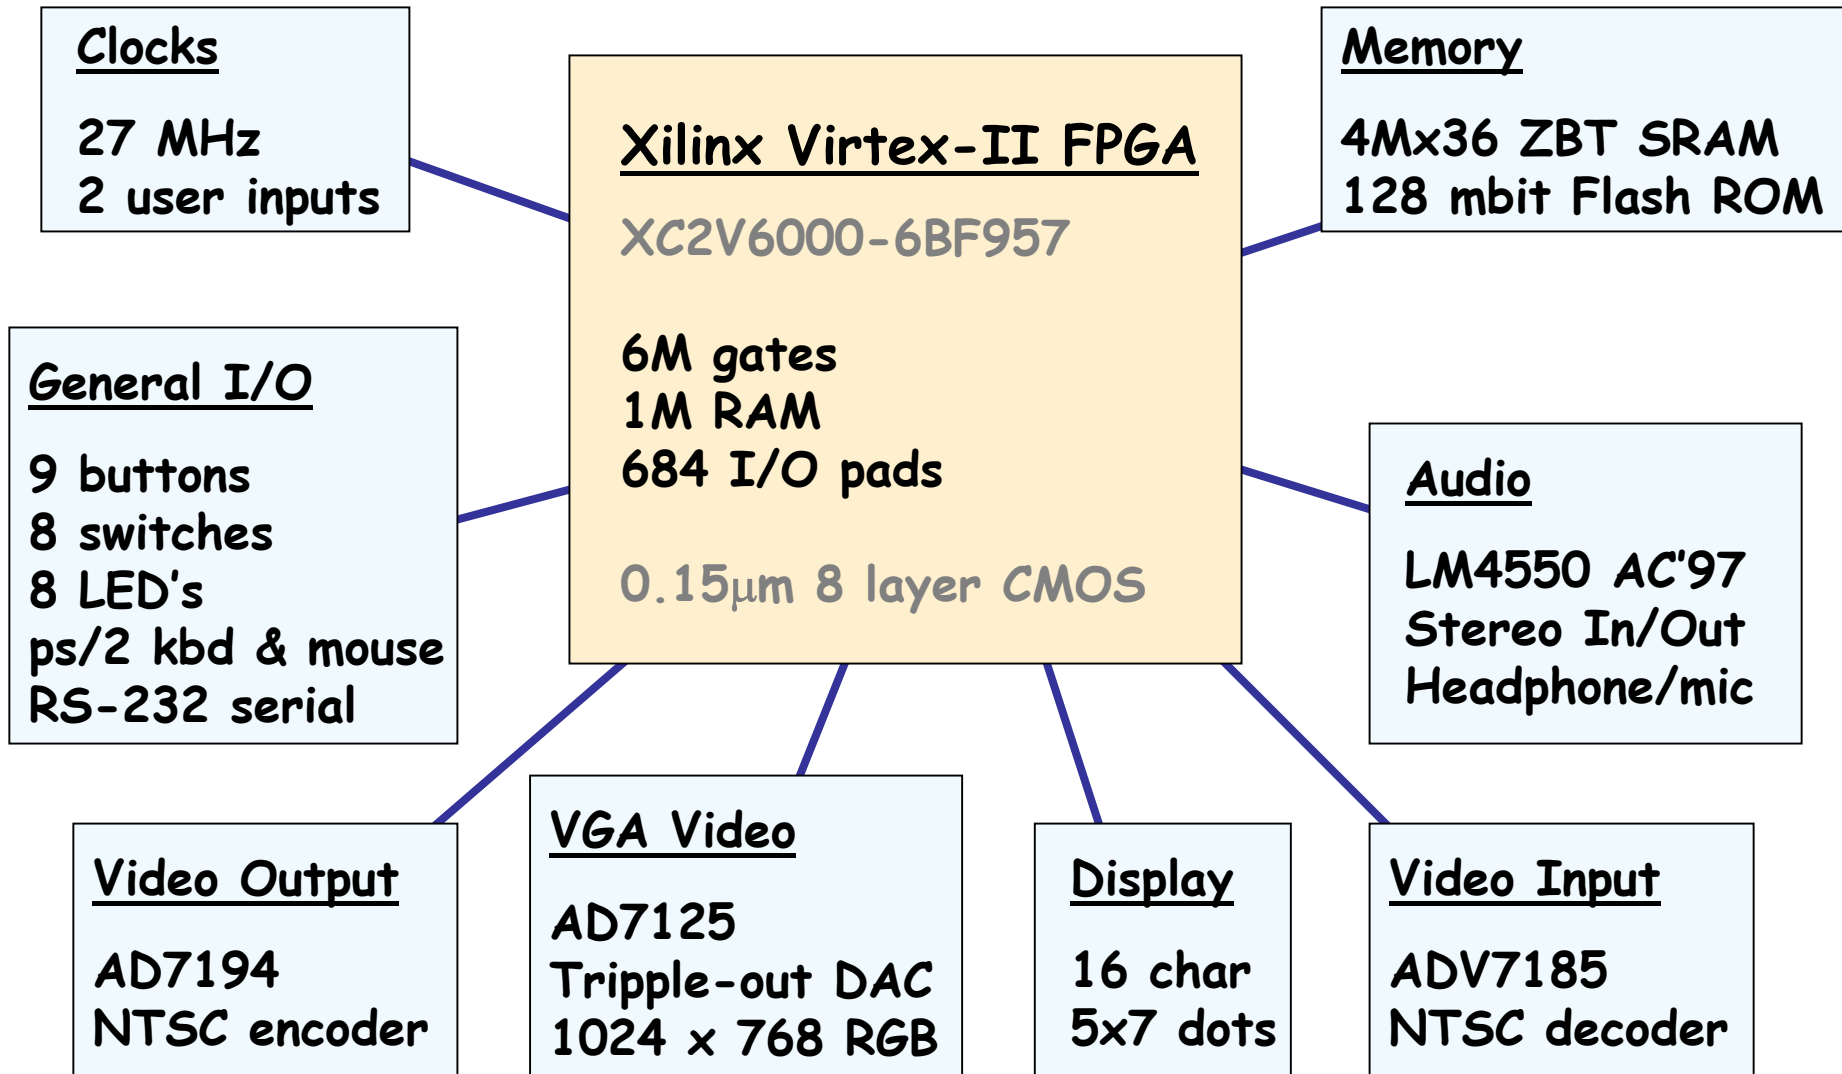 Clocks
27 MHz
2 user inputs
Xilinx Virtex-II FPGA
XC2V6000-6BF957
6M gates
1M RAM
684 I/O pads
0.15μm 8 layer CMOS
Memory
4Mx36 ZBT SRAM
128 mbit Flash ROM
General I/O
9 buttons
8 switches
8 LED's
ps/2 kbd & mouse
RS-232 serial
Audio
LM4550 AC'97
Stereo In/Out
Headphone/mic
Video Output
AD7194
NTSC encoder
VGA Video
AD7125
Tripple-out DAC
1024 x 768 RGB
Display
16 char
5x7 dots
Video Input
ADV7185
NTSC decoder